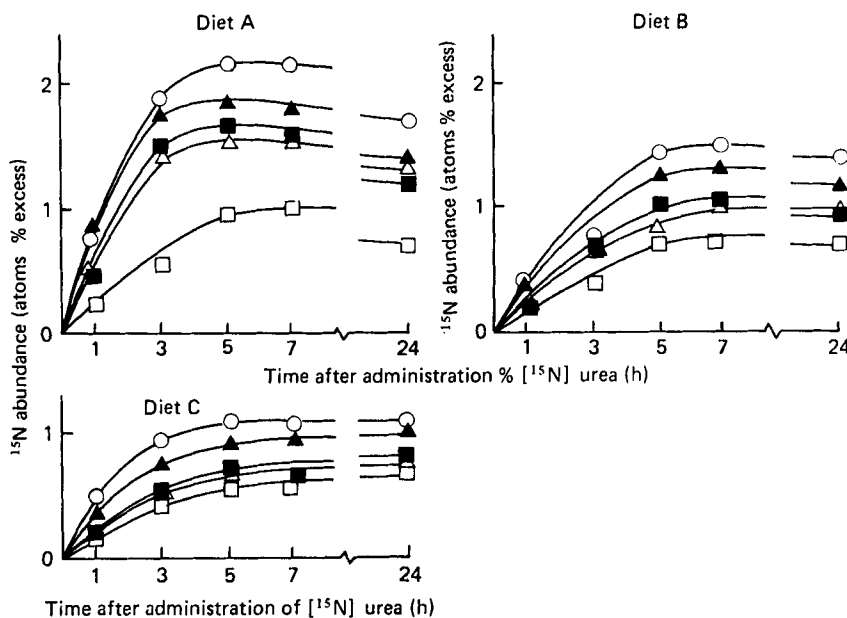 Diet A
Diet B
2
1
0
1 3 5 7 24
2
1
0
1 3 5 7 24
¹⁵N abundance (atoms % excess)
·¹⁵N abundance (atoms % excess)
Time after administration % [¹⁵N] urea (h)
Diet C
1
0
1 3 5 7 24
Time after administration of [¹⁵N] urea (h)